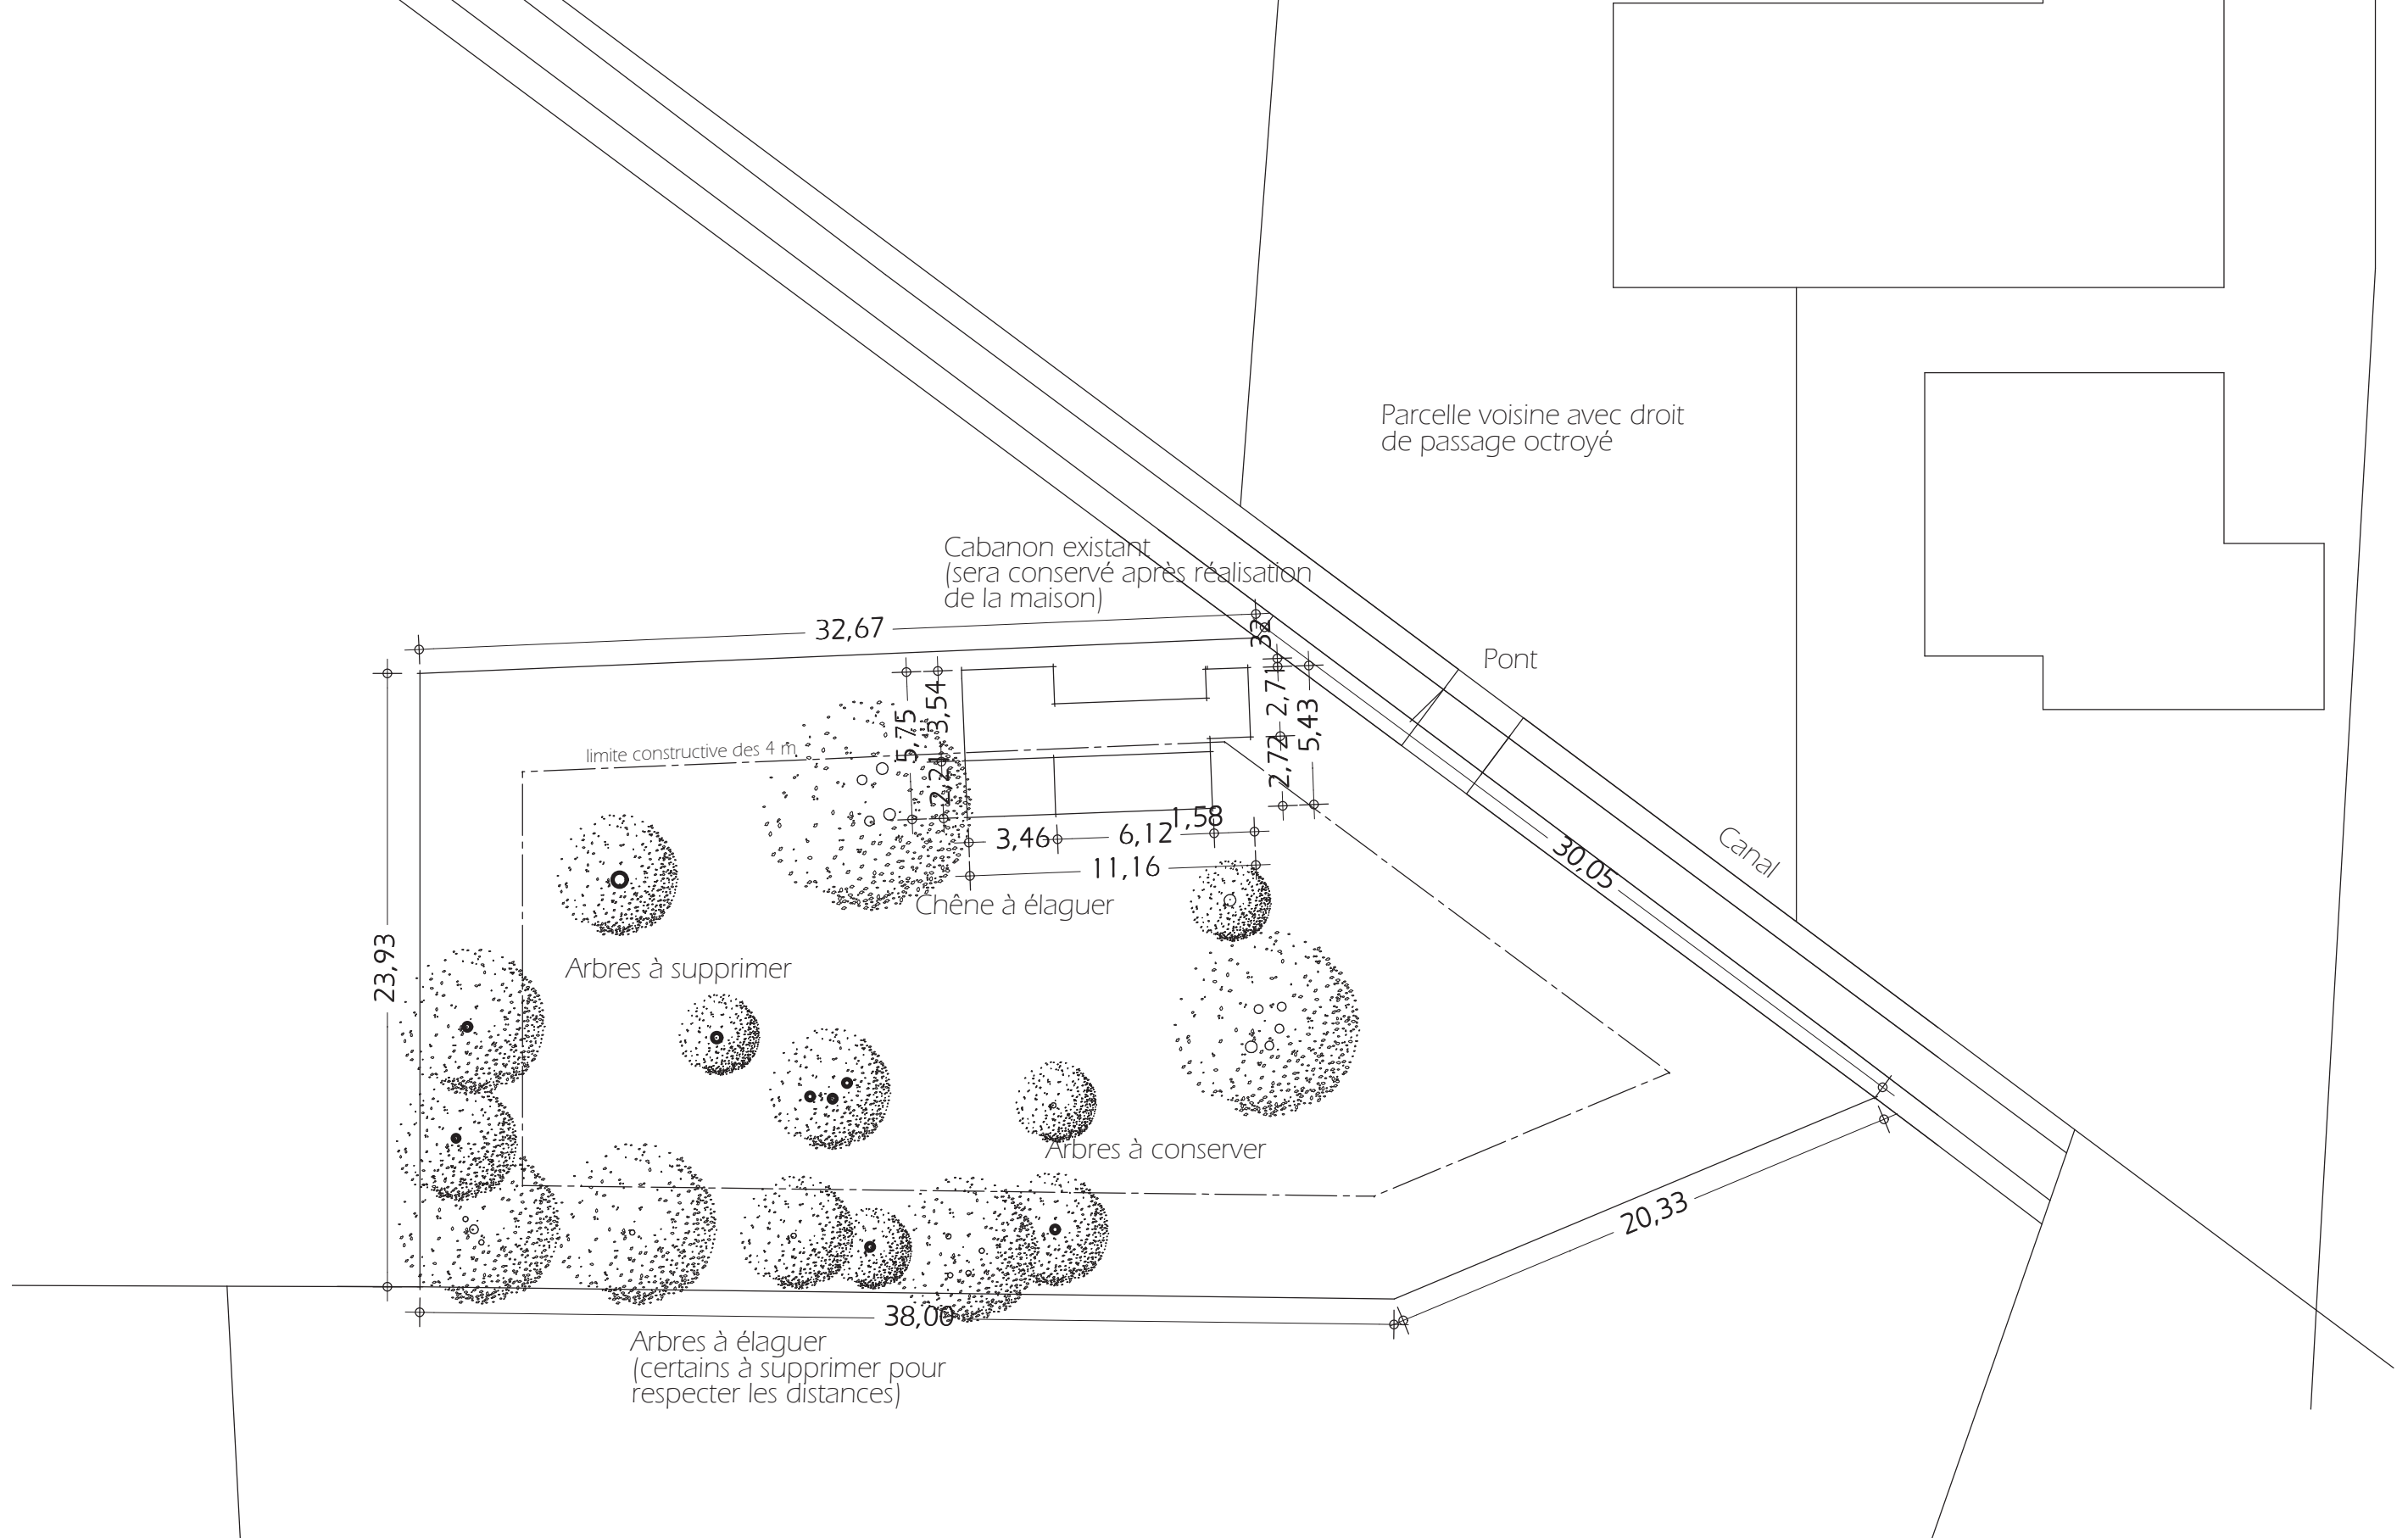 Parcelle voisine avec droit
de passage octroyé
Cabanon existant
(sera conservé après réalisation
de la maison)
32,67
Pont
3,54
2,71
5,75
5,43
limite constructive des 4 m
2,21
2,72
1,58
3,46
6,12
11,16
30,05
Canal
Chêne à élaguer
23,93
Arbres à supprimer
Arbres à conserver
20,33
38,00
Arbres à élaguer
(certains à supprimer pour
respecter les distances)